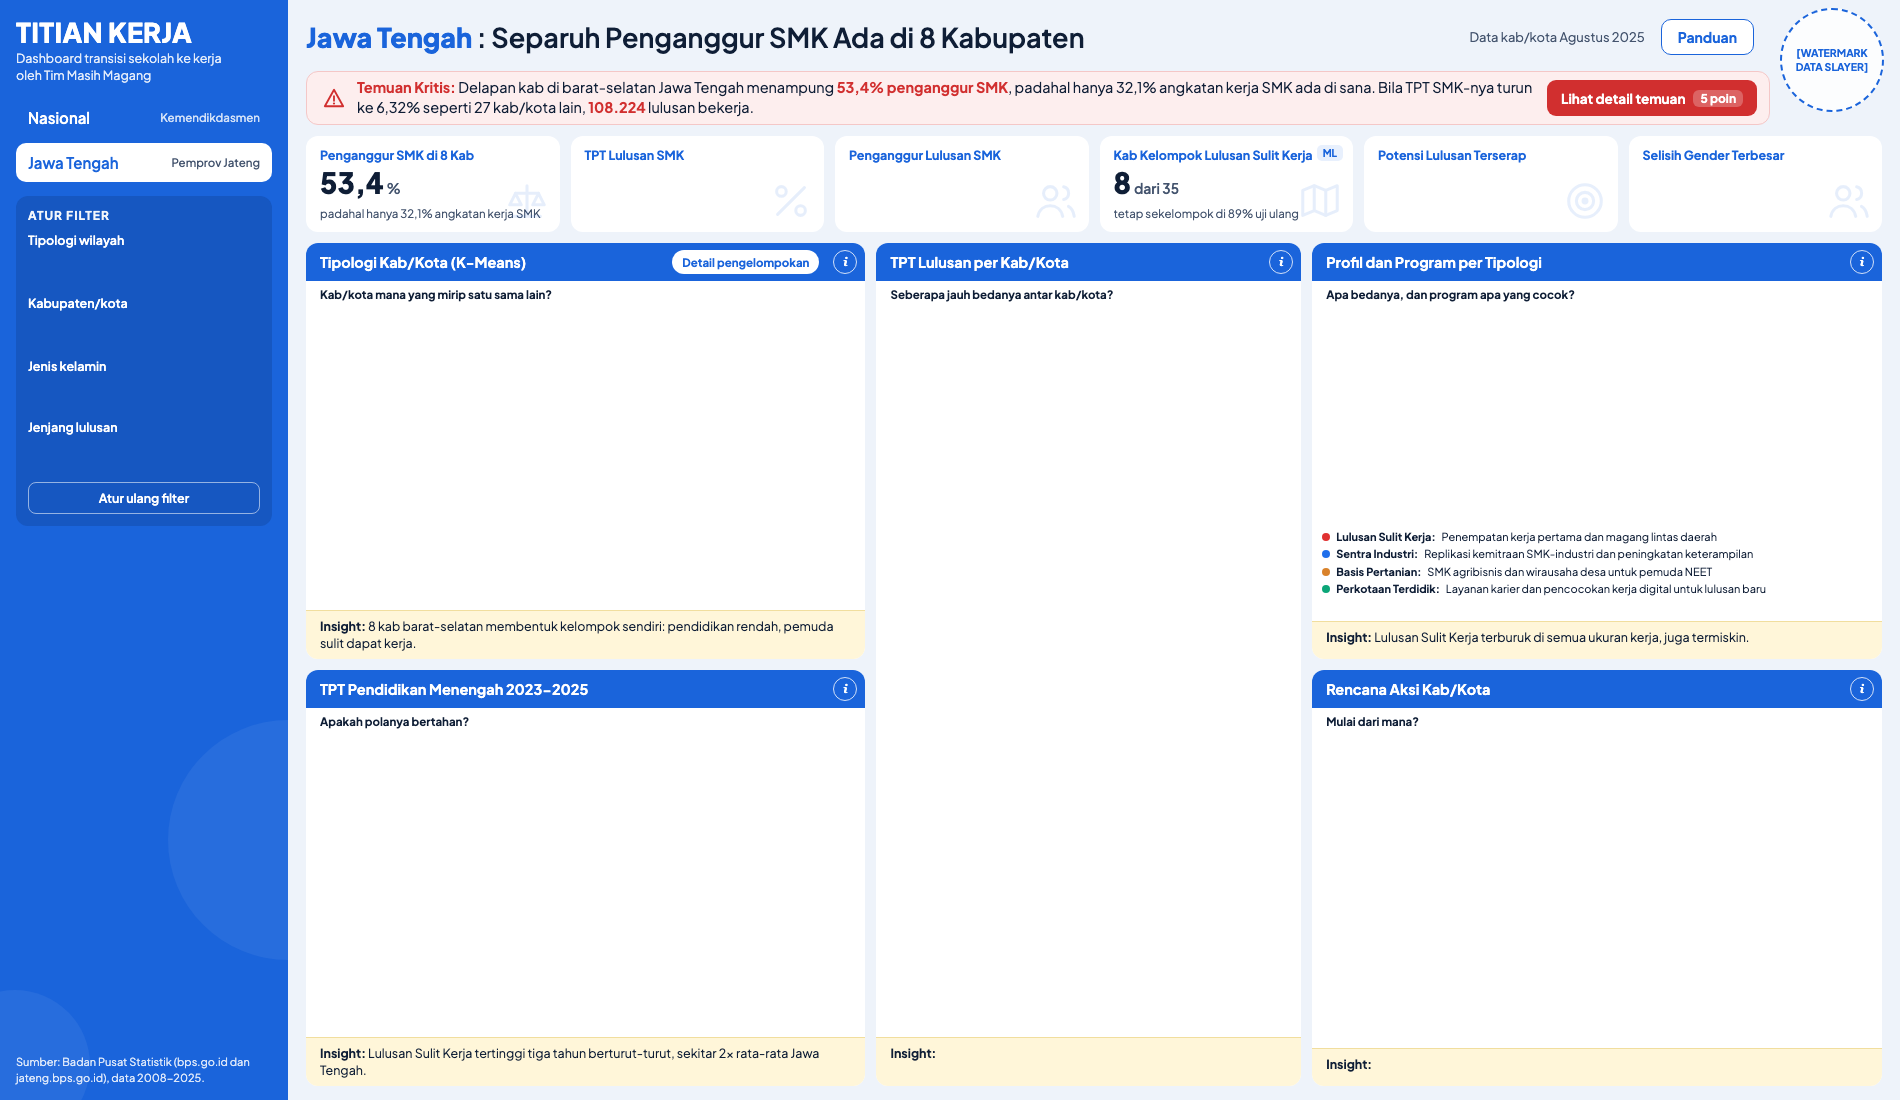 TITIAN KERJA
Dashboard transisi sekolah ke kerja
oleh Tim Masih Magang
Nasional
Kemendikdasmen
Jawa Tengah
Pemprov Jateng
ATUR FILTER
Tipologi wilayah
Kabupaten/kota
Jenis kelamin
Jenjang lulusan
Atur ulang filter
Sumber: Badan Pusat Statistik (bps.go.id dan
jateng.bps.go.id), data 2008–2025.
Jawa Tengah : Separuh Penganggur SMK Ada di 8 Kabupaten
Data kab/kota Agustus 2025
Panduan
[WATERMARK
DATA SLAYER]
Temuan Kritis: Delapan kab di barat-selatan Jawa Tengah menampung 53,4% penganggur SMK, padahal hanya 32,1% angkatan kerja SMK ada di sana. Bila TPT SMK-nya turun
ke 6,32% seperti 27 kab/kota lain, 108.224 lulusan bekerja.
Lihat detail temuan 5 poin
Penganggur SMK di 8 Kab
53,4 %
padahal hanya 32,1% angkatan kerja SMK
TPT Lulusan SMK
Penganggur Lulusan SMK
Kab Kelompok Lulusan Sulit Kerja ML
8 dari 35
tetap sekelompok di 89% uji ulang
Potensi Lulusan Terserap
Selisih Gender Terbesar
Tipologi Kab/Kota (K-Means)
Detail pengelompokan
i
Kab/kota mana yang mirip satu sama lain?
Insight: 8 kab barat-selatan membentuk kelompok sendiri: pendidikan rendah, pemuda
sulit dapat kerja.
TPT Pendidikan Menengah 2023–2025
i
Apakah polanya bertahan?
Insight: Lulusan Sulit Kerja tertinggi tiga tahun berturut-turut, sekitar 2× rata-rata Jawa
Tengah.
TPT Lulusan per Kab/Kota
i
Seberapa jauh bedanya antar kab/kota?
Insight:
Profil dan Program per Tipologi
i
Apa bedanya, dan program apa yang cocok?
Lulusan Sulit Kerja: Penempatan kerja pertama dan magang lintas daerah
Sentra Industri: Replikasi kemitraan SMK-industri dan peningkatan keterampilan
Basis Pertanian: SMK agribisnis dan wirausaha desa untuk pemuda NEET
Perkotaan Terdidik: Layanan karier dan pencocokan kerja digital untuk lulusan baru
Insight: Lulusan Sulit Kerja terburuk di semua ukuran kerja, juga termiskin.
Rencana Aksi Kab/Kota
i
Mulai dari mana?
Insight: